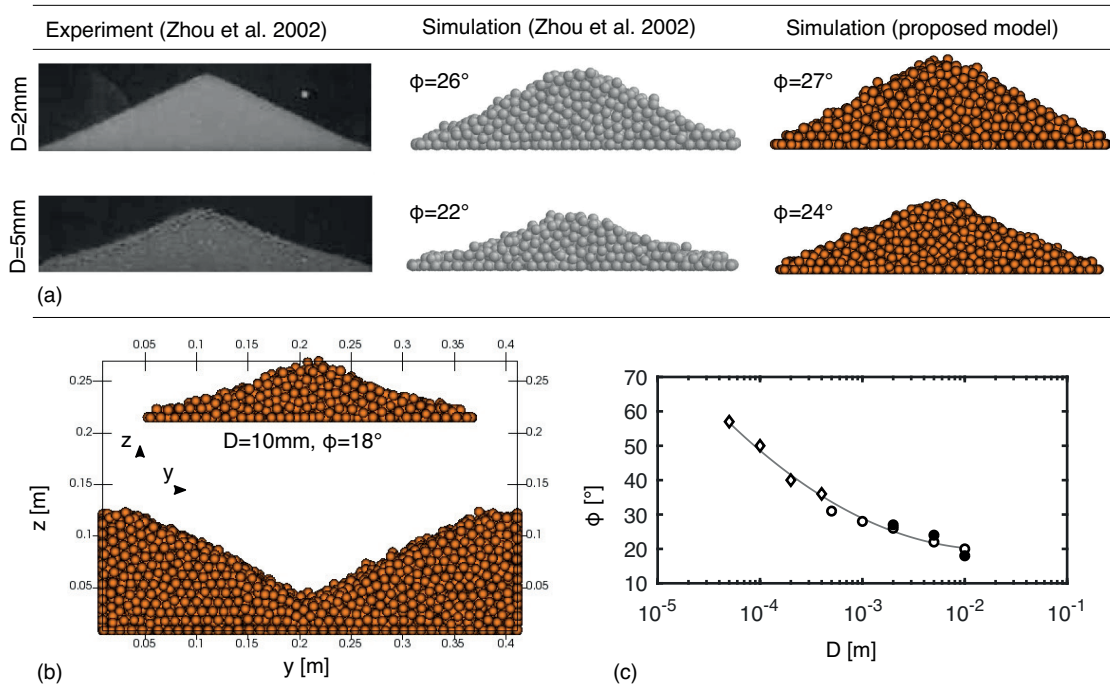 Experiment (Zhou et al. 2002) Simulation (Zhou et al. 2002) Simulation (proposed model)
D=2mm
ϕ=26° ϕ=27°
D=5mm
ϕ=22° ϕ=24°
(a)
0.05 0.1 0.15 0.2 0.25 0.3 0.35 0.4
0.25 0.25
0.2 0.2
0.15 0.15
0.1 0.1
0.05 0.05
D=10mm, ϕ=18°
z
y
z [m]
0.05 0.1 0.15 0.2 0.25 0.3 0.35 0.4
y [m]
(b)
70
60
50
40
30
20
10
ϕ [°]
10⁻⁵ 10⁻⁴ 10⁻³ 10⁻² 10⁻¹
D [m]
(c)